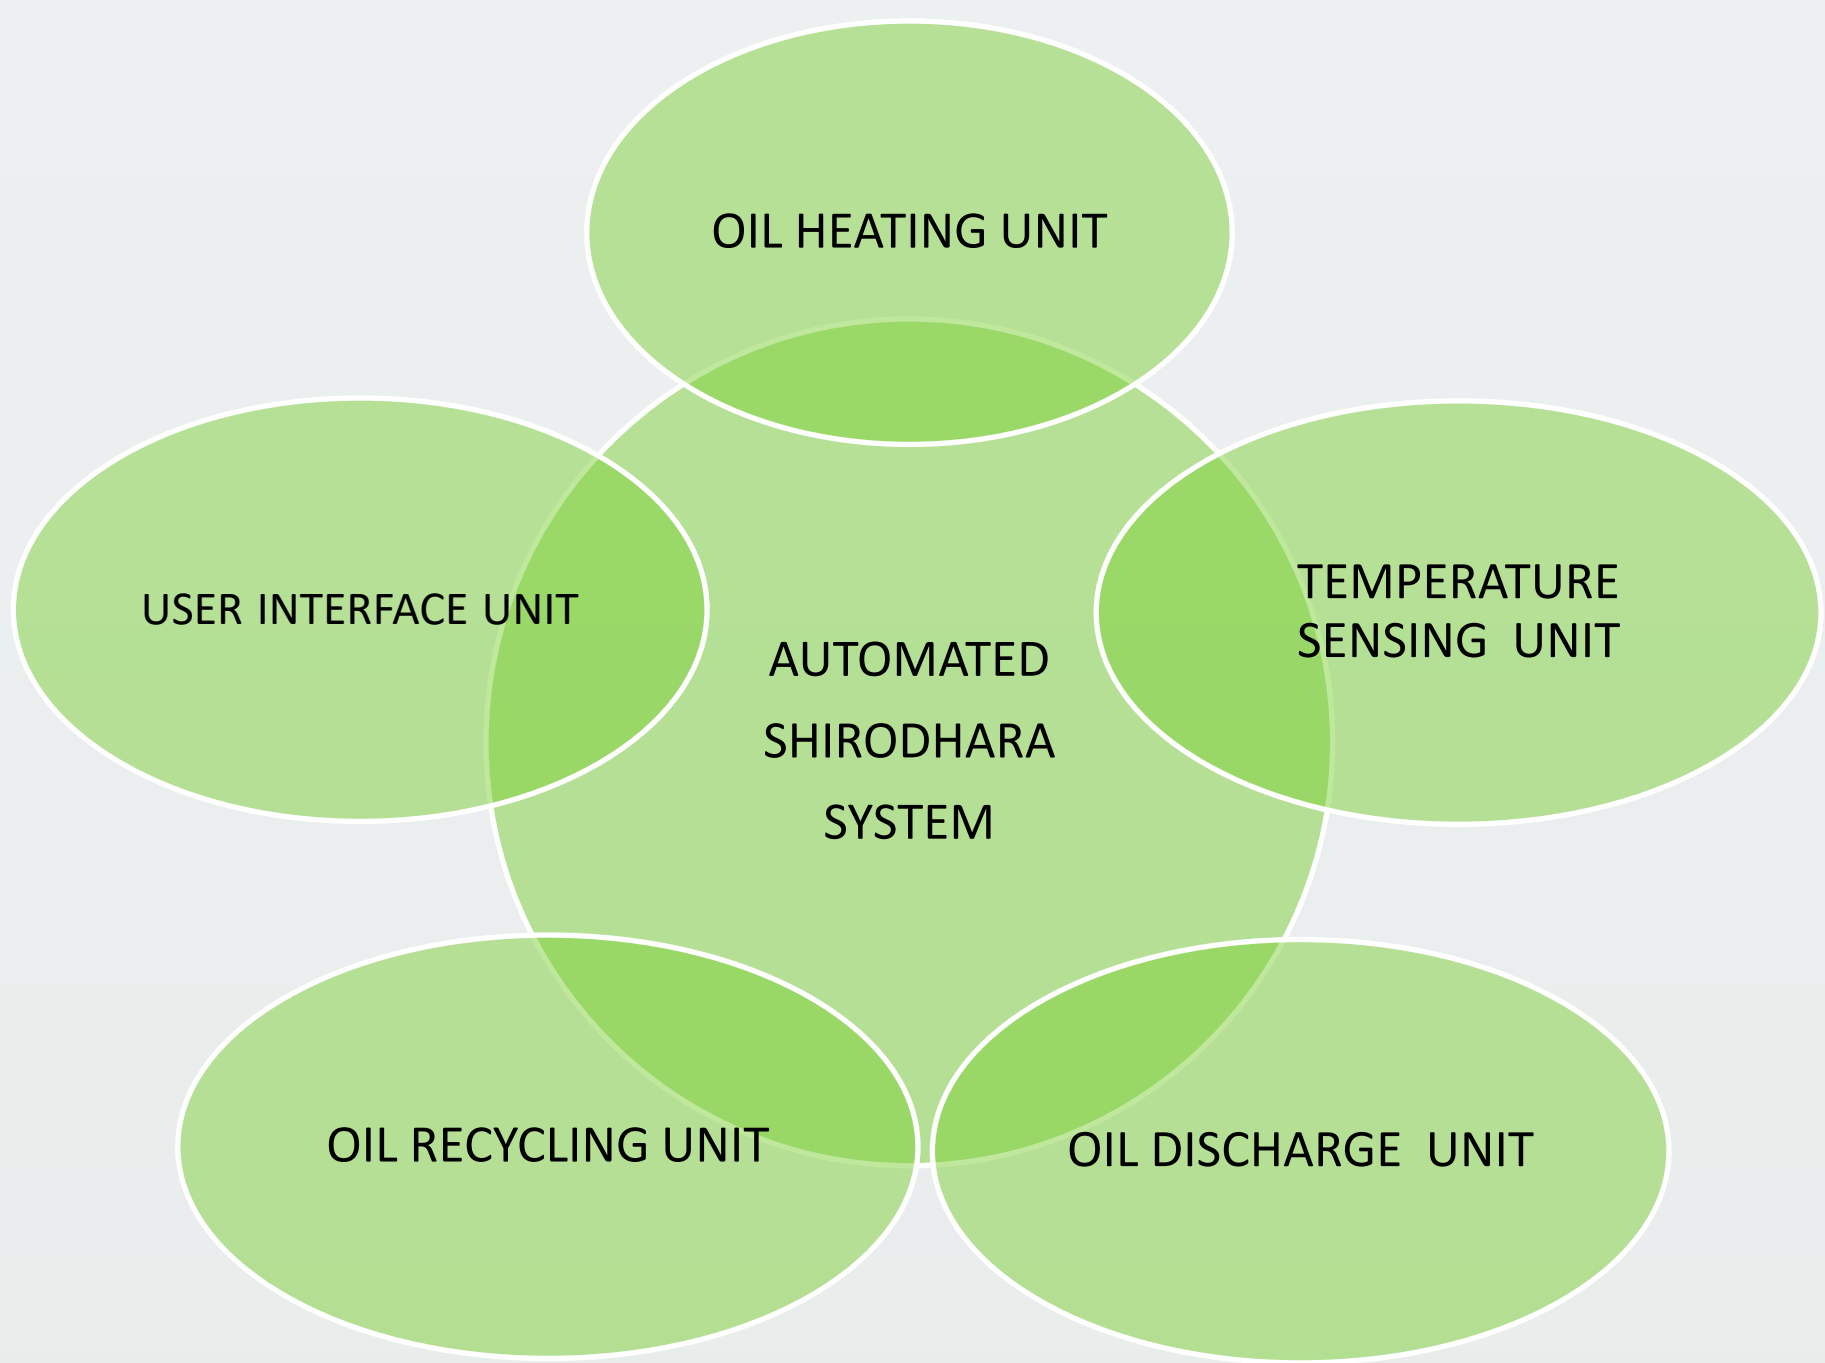 OIL HEATING UNIT
USER INTERFACE UNIT
TEMPERATURE
SENSING UNIT
AUTOMATED
SHIRODHARA
SYSTEM
OIL RECYCLING UNIT
OIL DISCHARGE UNIT